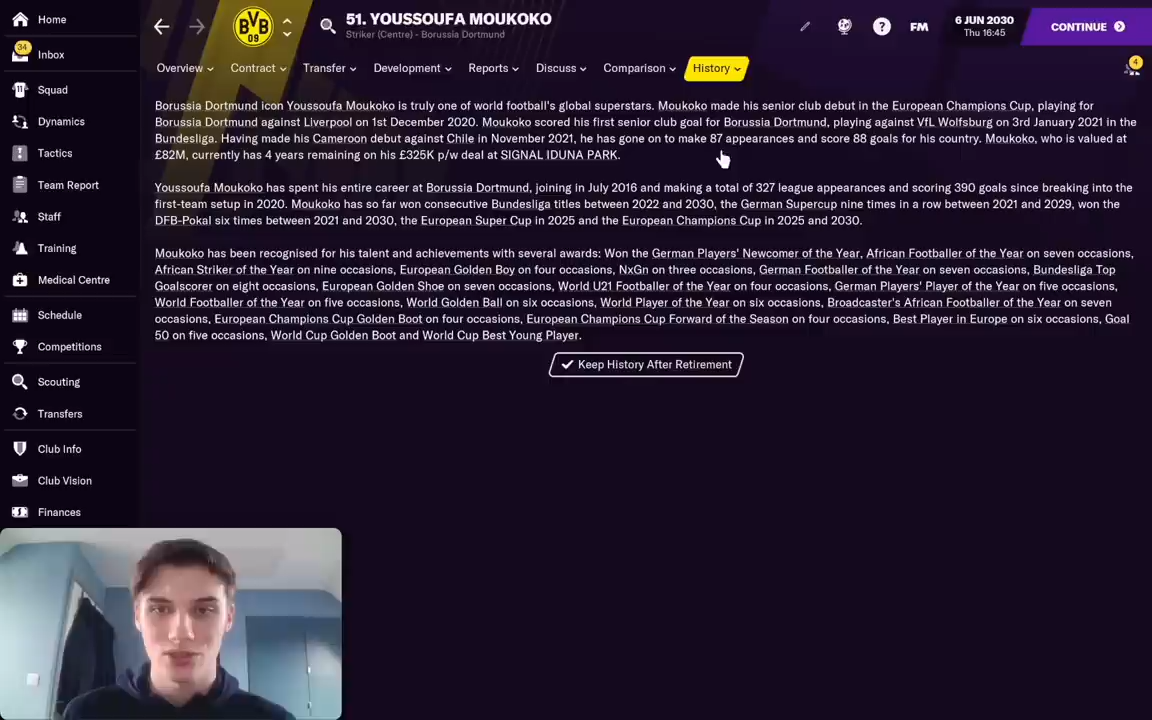 Home
34
Inbox
Squad
11
Dynamics
Tactics
Team Report
Staff
Training
Medical Centre
Schedule
Competitions
Scouting
Transfers
Club Info
Club Vision
Finances
BVB
09
51. YOUSSOUFA MOUKOKO
Striker (Centre) - Borussia Dortmund
?
FM
6 JUN 2030
Thu 16:45
CONTINUE
Overview
Contract
Transfer
Development
Reports
Discuss
Comparison
History
4
Borussia Dortmund icon Youssoufa Moukoko is truly one of world football's global superstars. Moukoko made his senior club debut in the European Champions Cup, playing for
Borussia Dortmund against Liverpool on 1st December 2020. Moukoko scored his first senior club goal for Borussia Dortmund, playing against VfL Wolfsburg on 3rd January 2021 in the
Bundesliga. Having made his Cameroon debut against Chile in November 2021, he has gone on to make 87 appearances and score 88 goals for his country. Moukoko, who is valued at
£82M, currently has 4 years remaining on his £325K p/w deal at SIGNAL IDUNA PARK.
Youssoufa Moukoko has spent his entire career at Borussia Dortmund, joining in July 2016 and making a total of 327 league appearances and scoring 390 goals since breaking into the
first-team setup in 2020. Moukoko has so far won consecutive Bundesliga titles between 2022 and 2030, the German Supercup nine times in a row between 2021 and 2029, won the
DFB-Pokal six times between 2021 and 2030, the European Super Cup in 2025 and the European Champions Cup in 2025 and 2030.
Moukoko has been recognised for his talent and achievements with several awards: Won the German Players' Newcomer of the Year, African Footballer of the Year on seven occasions,
African Striker of the Year on nine occasions, European Golden Boy on four occasions, NxGn on three occasions, German Footballer of the Year on seven occasions, Bundesliga Top
Goalscorer on eight occasions, European Golden Shoe on seven occasions, World U21 Footballer of the Year on four occasions, German Players' Player of the Year on five occasions,
World Footballer of the Year on five occasions, World Golden Ball on six occasions, World Player of the Year on six occasions, Broadcaster's African Footballer of the Year on seven
occasions, European Champions Cup Golden Boot on four occasions, European Champions Cup Forward of the Season on four occasions, Best Player in Europe on six occasions, Goal
50 on five occasions, World Cup Golden Boot and World Cup Best Young Player.
Keep History After Retirement